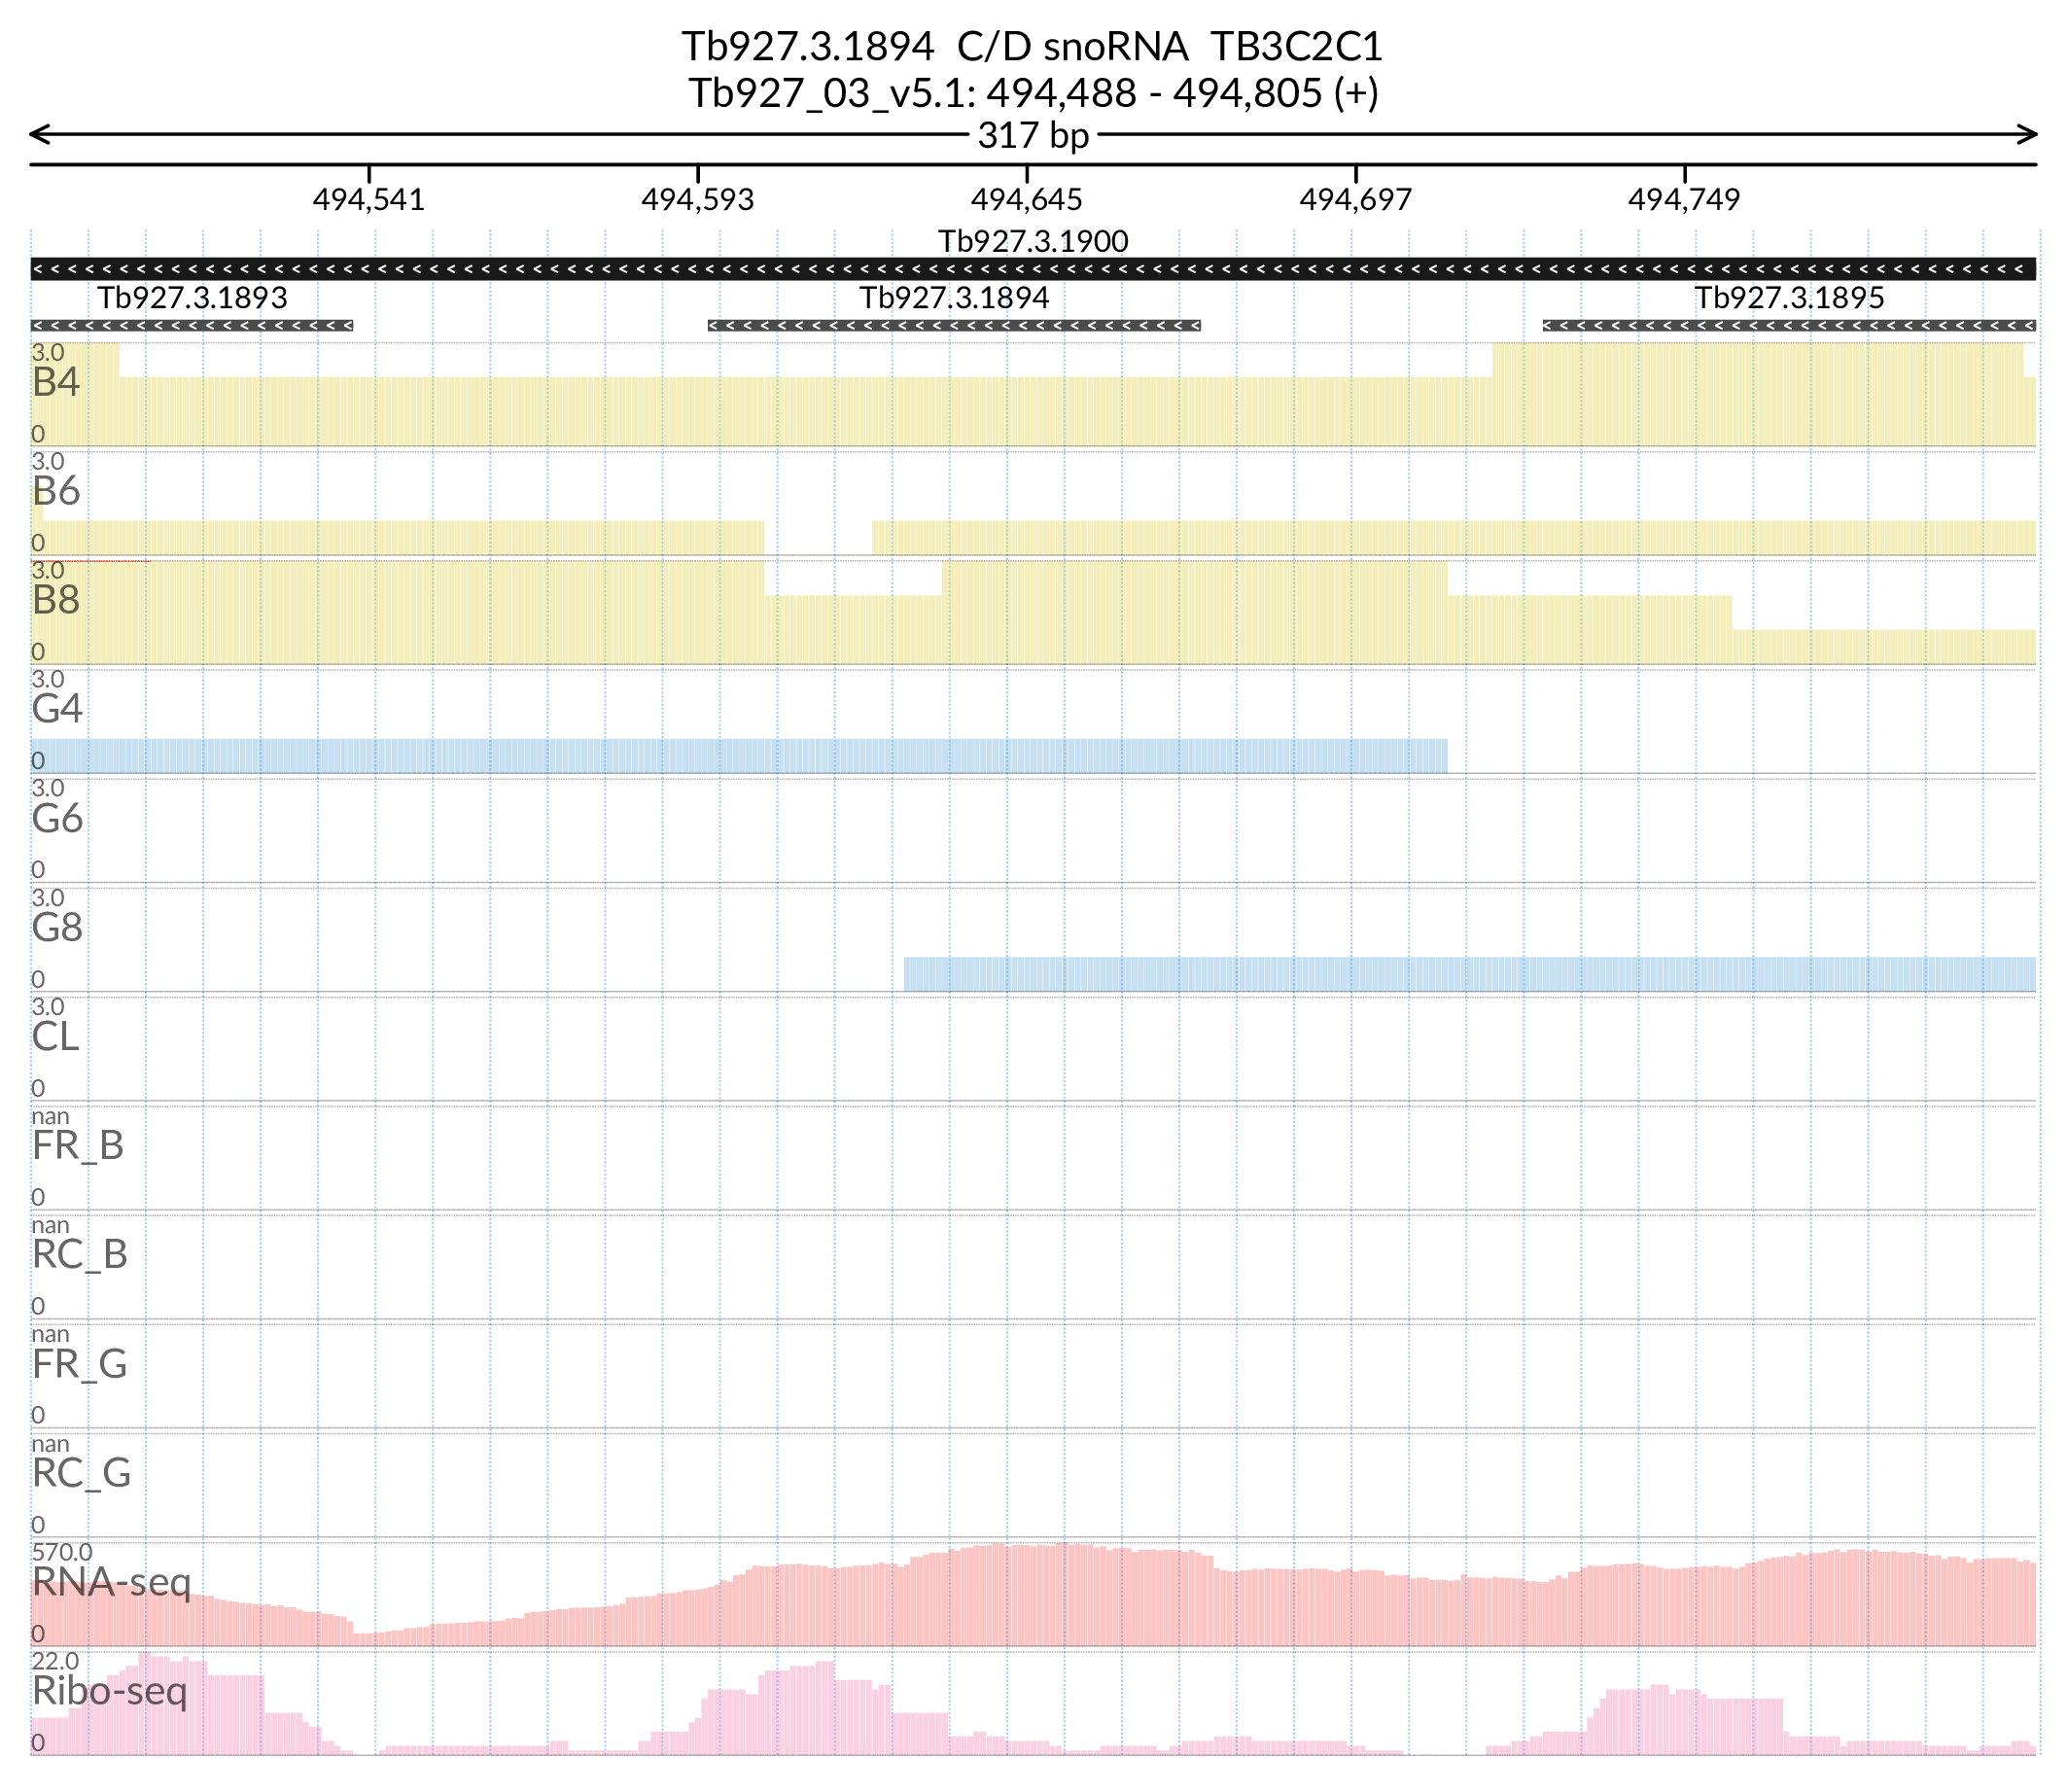 Tb927.3.1894  C/D snoRNA  TB3C2C1
Tb927_03_v5.1: 494,488 - 494,805 (+)
317 bp
494,541 494,593 494,645 494,697 494,749
Tb927.3.1900
Tb927.3.1893 Tb927.3.1894 Tb927.3.1895
3.0
B4
0
3.0
B6
0
3.0
B8
0
3.0
G4
0
3.0
G6
0
3.0
G8
0
3.0
CL
0
nan
FR_B
0
nan
RC_B
0
nan
FR_G
0
nan
RC_G
0
570.0
RNA-seq
0
22.0
Ribo-seq
0